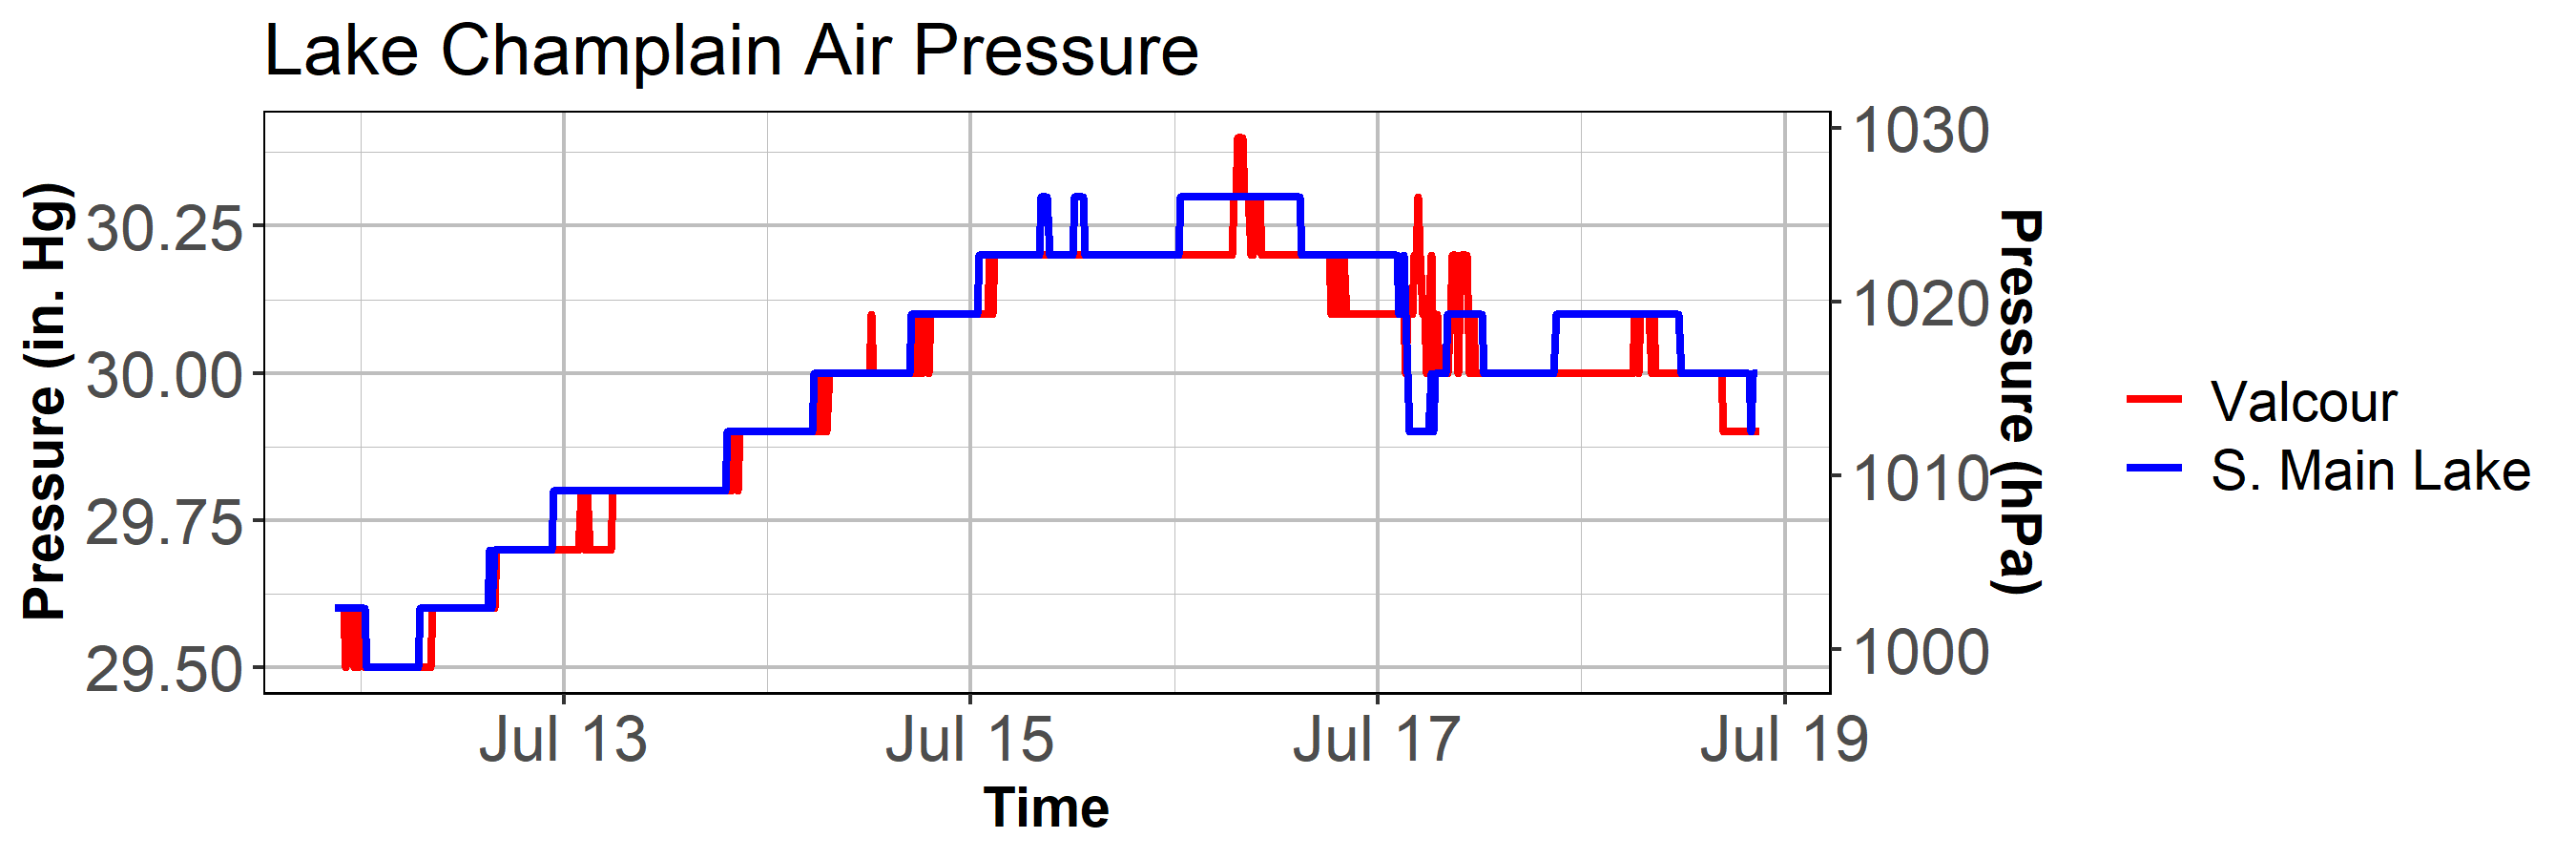 Lake Champlain Air Pressure
Pressure (in. Hg)
30.25
30.00
29.75
29.50
1030
1020
1010
1000
Pressure (hPa)
Jul 13
Jul 15
Jul 17
Jul 19
Time
Valcour
S. Main Lake